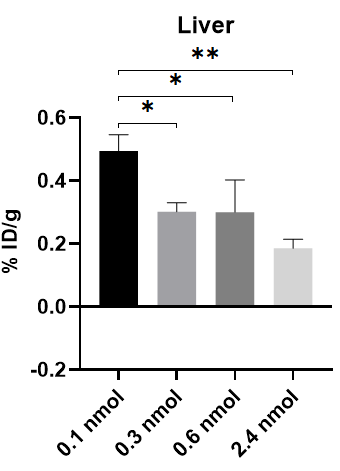 Liver
**
*
*
% ID/g
0.6
0.4
0.2
0.0
-0.2
0.1 nmol
0.3 nmol
0.6 nmol
2.4 nmol